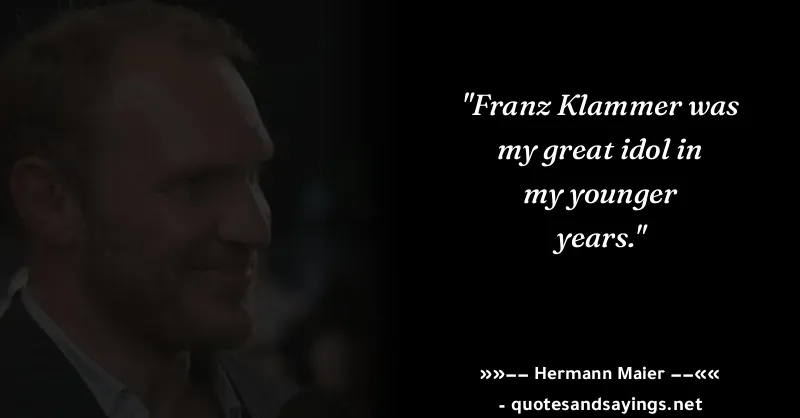 "Franz Klammer was
my great idol in
my younger
years."
»»−− Hermann Maier −−««
- quotesandsayings.net